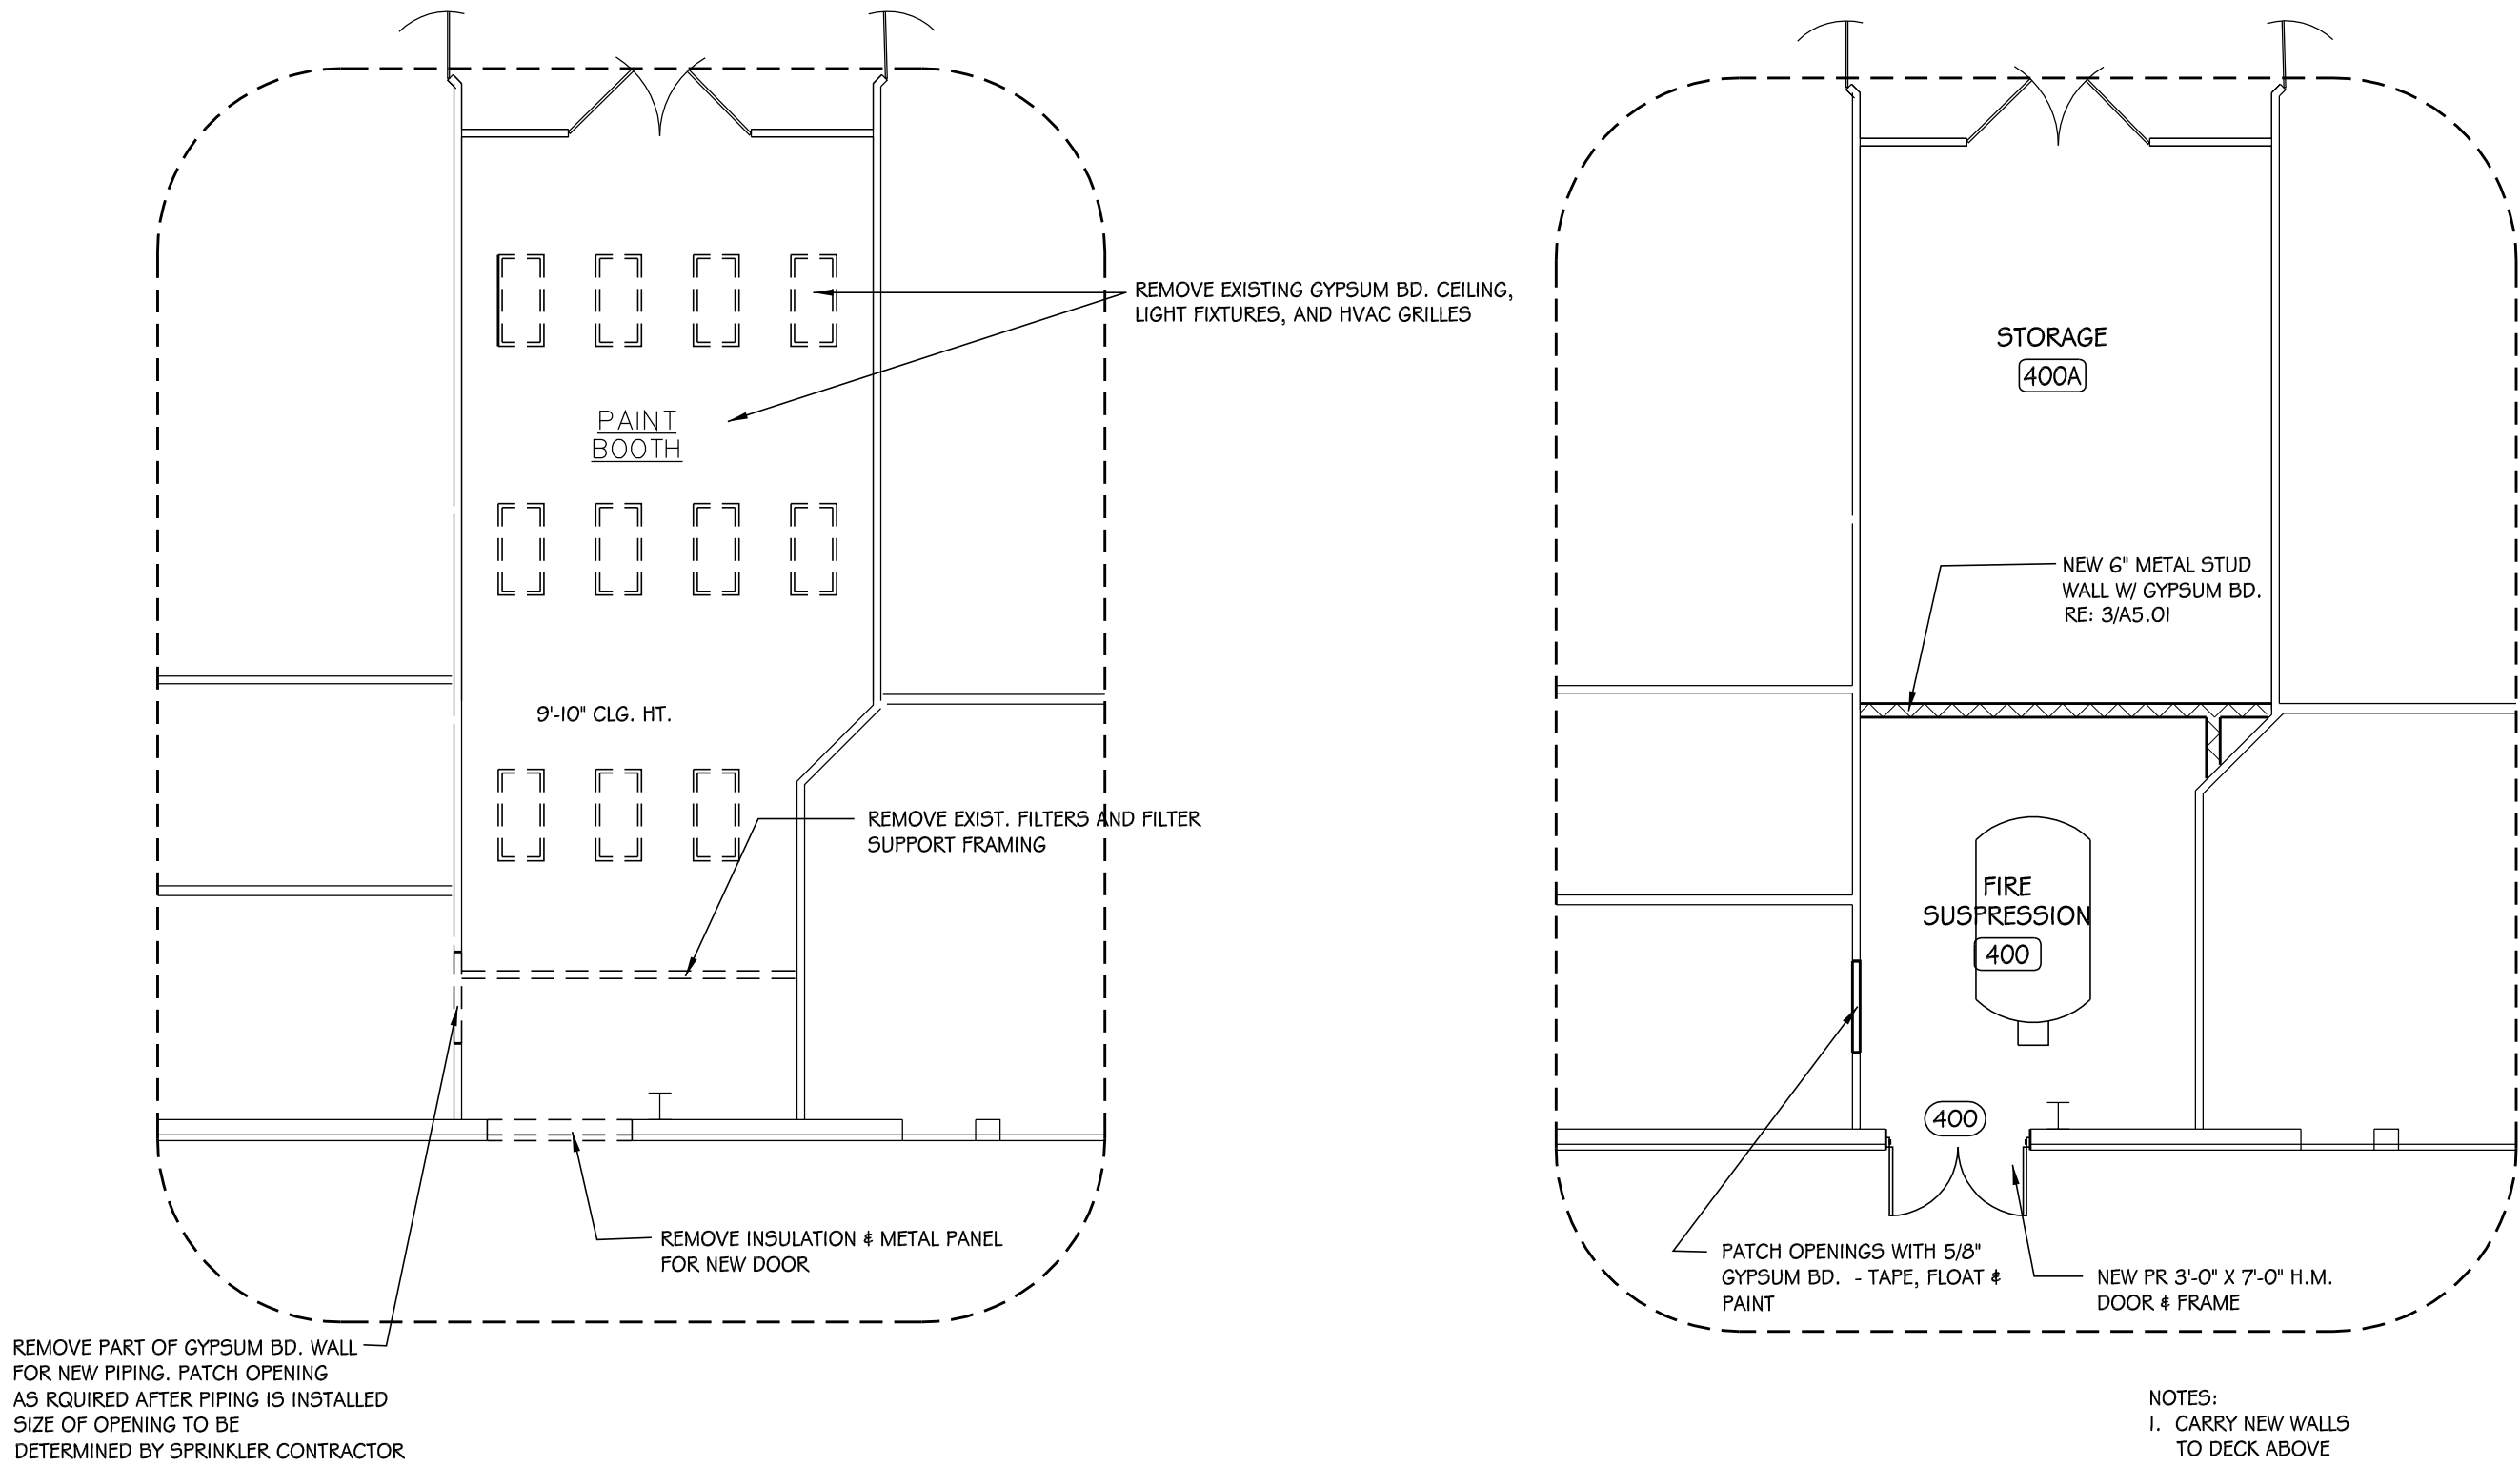 REMOVE EXISTING GYPSUM BD. CEILING,
LIGHT FIXTURES, AND HVAC GRILLES
PAINT
BOOTH
9'-10" CLG. HT.
REMOVE EXIST. FILTERS AND FILTER
SUPPORT FRAMING
REMOVE INSULATION & METAL PANEL
FOR NEW DOOR
REMOVE PART OF GYPSUM BD. WALL
FOR NEW PIPING. PATCH OPENING
AS RQUIRED AFTER PIPING IS INSTALLED
SIZE OF OPENING TO BE
DETERMINED BY SPRINKLER CONTRACTOR
STORAGE
400A
NEW 6" METAL STUD
WALL W/ GYPSUM BD.
RE: 3/A5.01
FIRE
SUSPRESSION
400
400
PATCH OPENINGS WITH 5/8"
GYPSUM BD. - TAPE, FLOAT &
PAINT
NEW PR 3'-0" X 7'-0" H.M.
DOOR & FRAME
NOTES:
1. CARRY NEW WALLS
TO DECK ABOVE